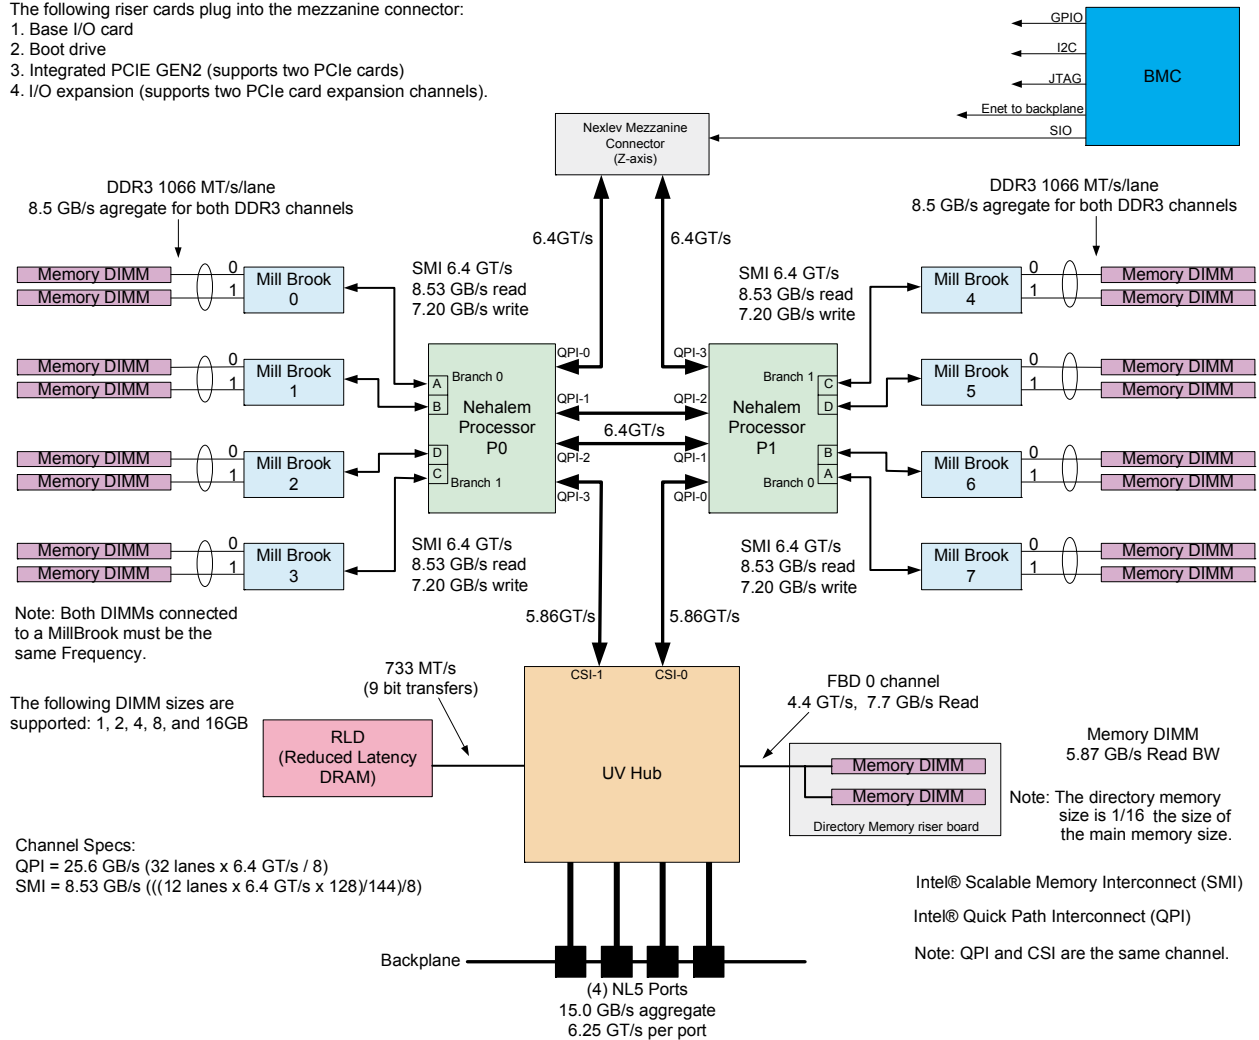 The following riser cards plug into the mezzanine connector:
1. Base I/O card
2. Boot drive
3. Integrated PCIE GEN2 (supports two PCIe cards)
4. I/O expansion (supports two PCIe card expansion channels).
GPIO
I2C
JTAG
Enet to backplane
SIO
BMC
Nexlev Mezzanine
Connector
(Z-axis)
DDR3 1066 MT/s/lane
8.5 GB/s agregate for both DDR3 channels
DDR3 1066 MT/s/lane
8.5 GB/s agregate for both DDR3 channels
6.4GT/s
6.4GT/s
Memory DIMM
Memory DIMM
0
1
Mill Brook
0
SMI 6.4 GT/s
8.53 GB/s read
7.20 GB/s write
SMI 6.4 GT/s
8.53 GB/s read
7.20 GB/s write
Mill Brook
4
0
1
Memory DIMM
Memory DIMM
Memory DIMM
Memory DIMM
0
1
Mill Brook
1
Mill Brook
5
0
1
Memory DIMM
Memory DIMM
Memory DIMM
Memory DIMM
0
1
Mill Brook
2
Mill Brook
6
0
1
Memory DIMM
Memory DIMM
Memory DIMM
Memory DIMM
0
1
Mill Brook
3
Mill Brook
7
0
1
Memory DIMM
Memory DIMM
A
B
D
C
Branch 0
Nehalem
Processor
P0
Branch 1
QPI-0
QPI-1
QPI-2
QPI-3
6.4GT/s
QPI-3
QPI-2
QPI-1
QPI-0
Branch 1
Nehalem
Processor
P1
Branch 0
C
D
B
A
SMI 6.4 GT/s
8.53 GB/s read
7.20 GB/s write
SMI 6.4 GT/s
8.53 GB/s read
7.20 GB/s write
5.86GT/s
5.86GT/s
Note: Both DIMMs connected
to a MillBrook must be the
same Frequency.
The following DIMM sizes are
supported: 1, 2, 4, 8, and 16GB
733 MT/s
(9 bit transfers)
RLD
(Reduced Latency
DRAM)
CSI-1
CSI-0
UV Hub
FBD 0 channel
4.4 GT/s, 7.7 GB/s Read
Memory DIMM
Memory DIMM
Directory Memory riser board
Memory DIMM
5.87 GB/s Read BW
Note: The directory memory
size is 1/16 the size of
the main memory size.
Channel Specs:
QPI = 25.6 GB/s (32 lanes x 6.4 GT/s / 8)
SMI = 8.53 GB/s (((12 lanes x 6.4 GT/s x 128)/144)/8)
Intel® Scalable Memory Interconnect (SMI)
Intel® Quick Path Interconnect (QPI)
Note: QPI and CSI are the same channel.
Backplane
(4) NL5 Ports
15.0 GB/s aggregate
6.25 GT/s per port